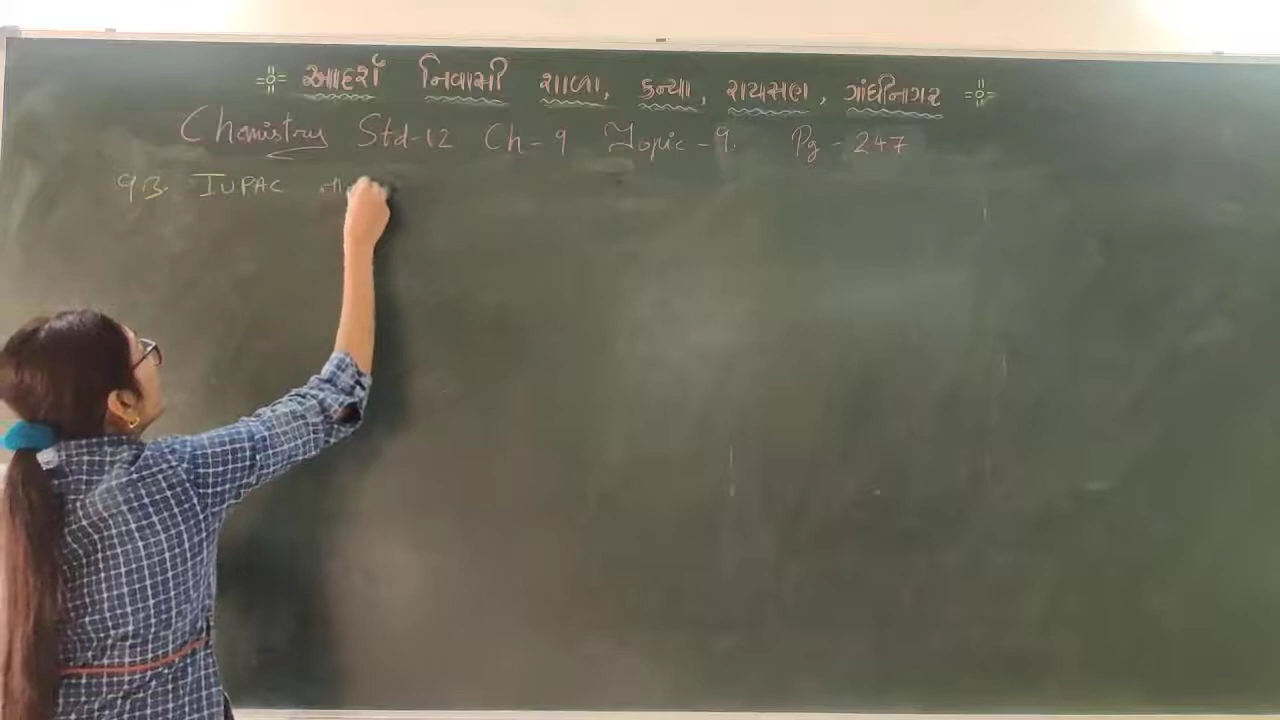 આદર્શ નિવાસી શાળા, કન્યા, રાયસણ, ગાંધીનગર
Chemistry Std-12 Ch-9 Topic-9. Pg-247
9.3. IUPAC